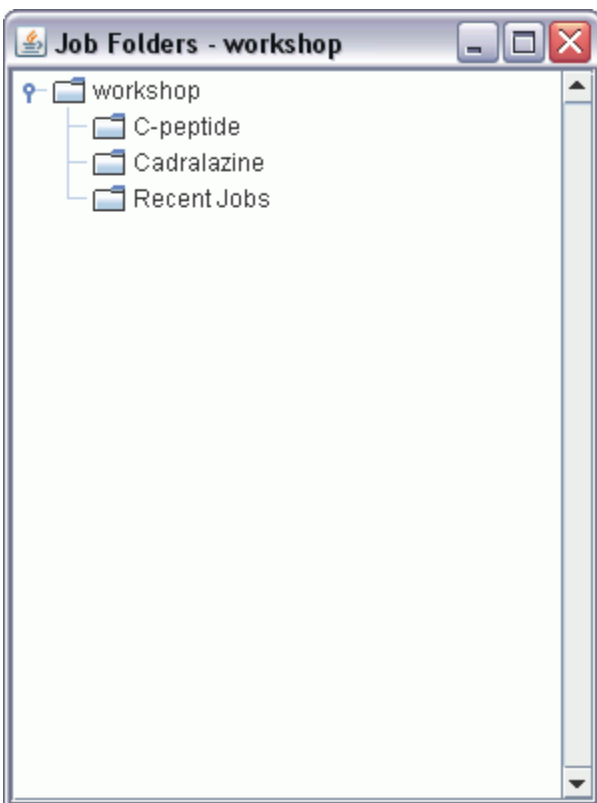 Job Folders - workshop
workshop
C-peptide
Cadralazine
Recent Jobs